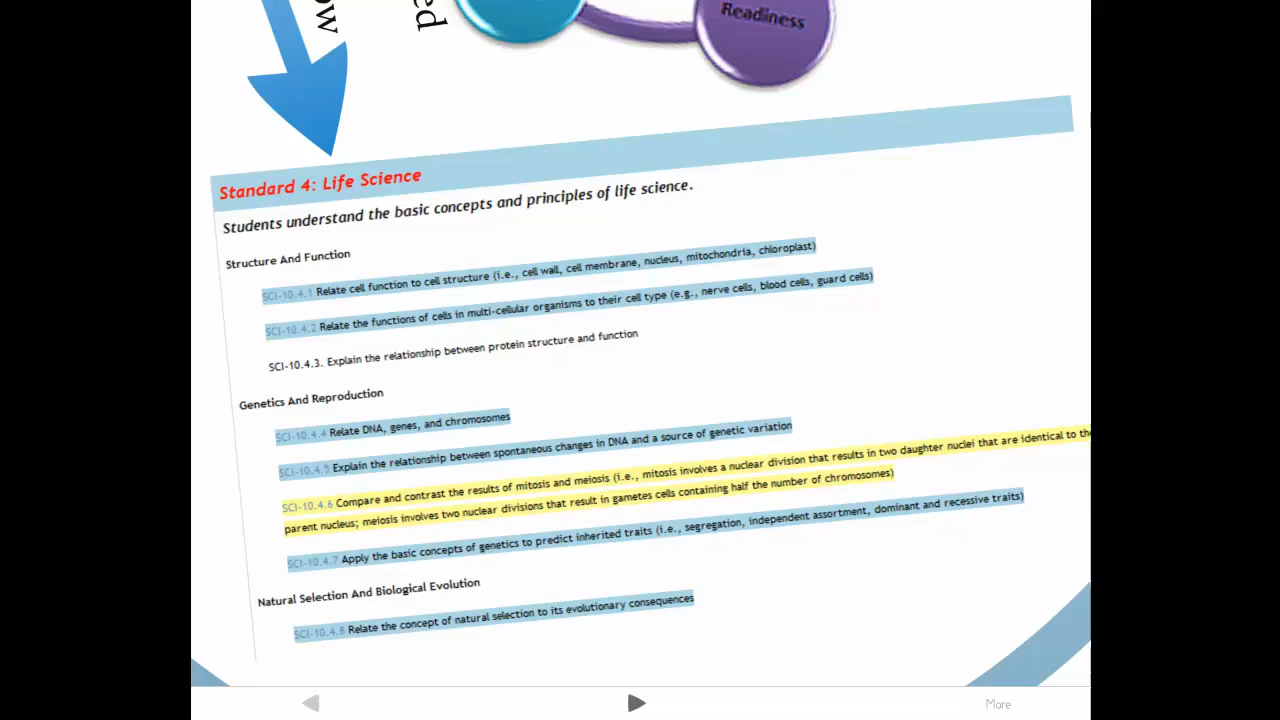 ow
ed
Readiness
Standard 4: Life Science
Students understand the basic concepts and principles of life science.
Structure And Function
SCI-10.4.1 Relate cell function to cell structure (i.e., cell wall, cell membrane, nucleus, mitochondria, chloroplast)
SCI-10.4.2 Relate the functions of cells in multi-cellular organisms to their cell type (e.g., nerve cells, blood cells, guard cells)
SCI-10.4.3. Explain the relationship between protein structure and function
Genetics And Reproduction
SCI-10.4.4 Relate DNA, genes, and chromosomes
SCI-10.4.5 Explain the relationship between spontaneous changes in DNA and a source of genetic variation
SCI-10.4.6 Compare and contrast the results of mitosis and meiosis (i.e., mitosis involves a nuclear division that results in two daughter nuclei that are identical to the
parent nucleus; meiosis involves two nuclear divisions that result in gametes cells containing half the number of chromosomes)
SCI-10.4.7 Apply the basic concepts of genetics to predict inherited traits (i.e., segregation, independent assortment, dominant and recessive traits)
Natural Selection And Biological Evolution
SCI-10.4.8 Relate the concept of natural selection to its evolutionary consequences
More